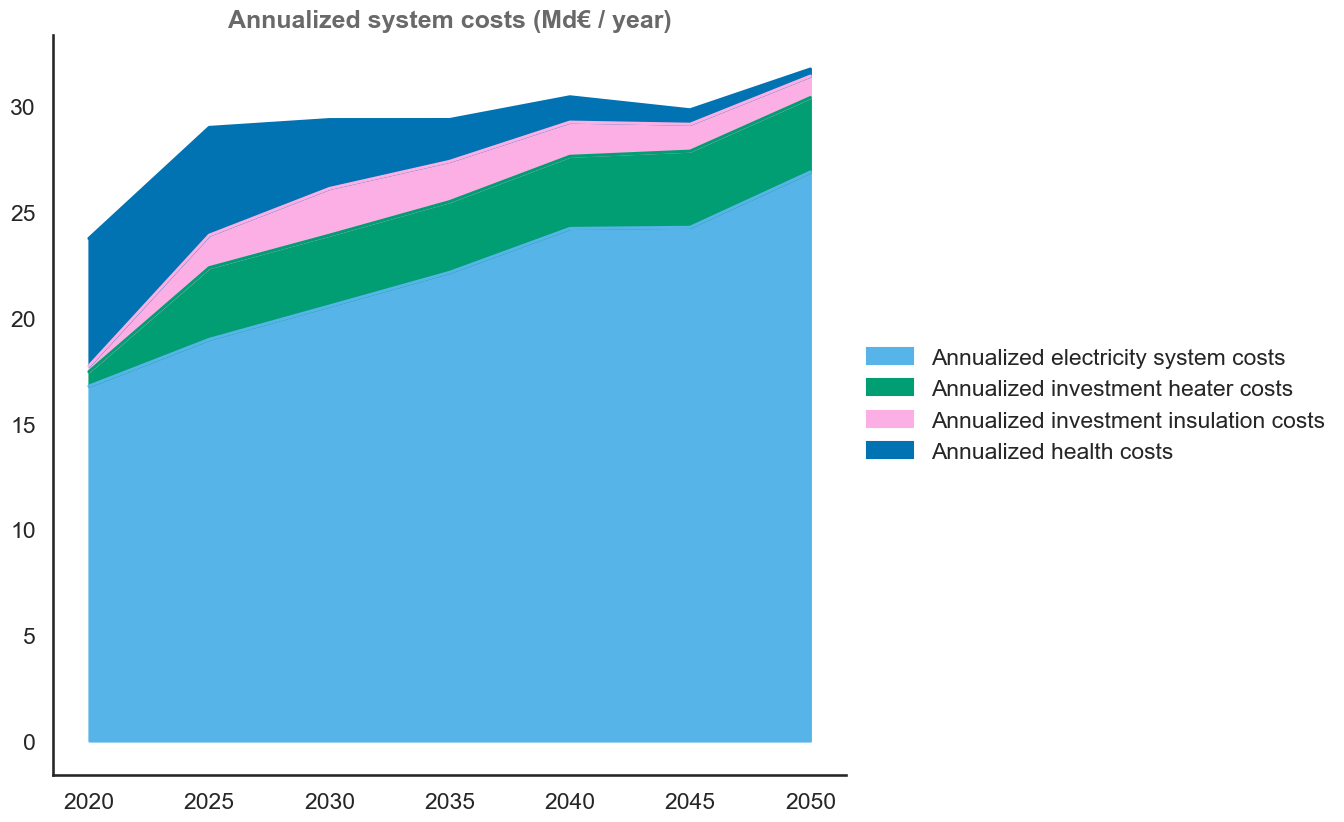 Annualized system costs (Md€ / year)
30
25
20
15
10
5
0
2020 2025 2030 2035 2040 2045 2050
Annualized electricity system costs
Annualized investment heater costs
Annualized investment insulation costs
Annualized health costs